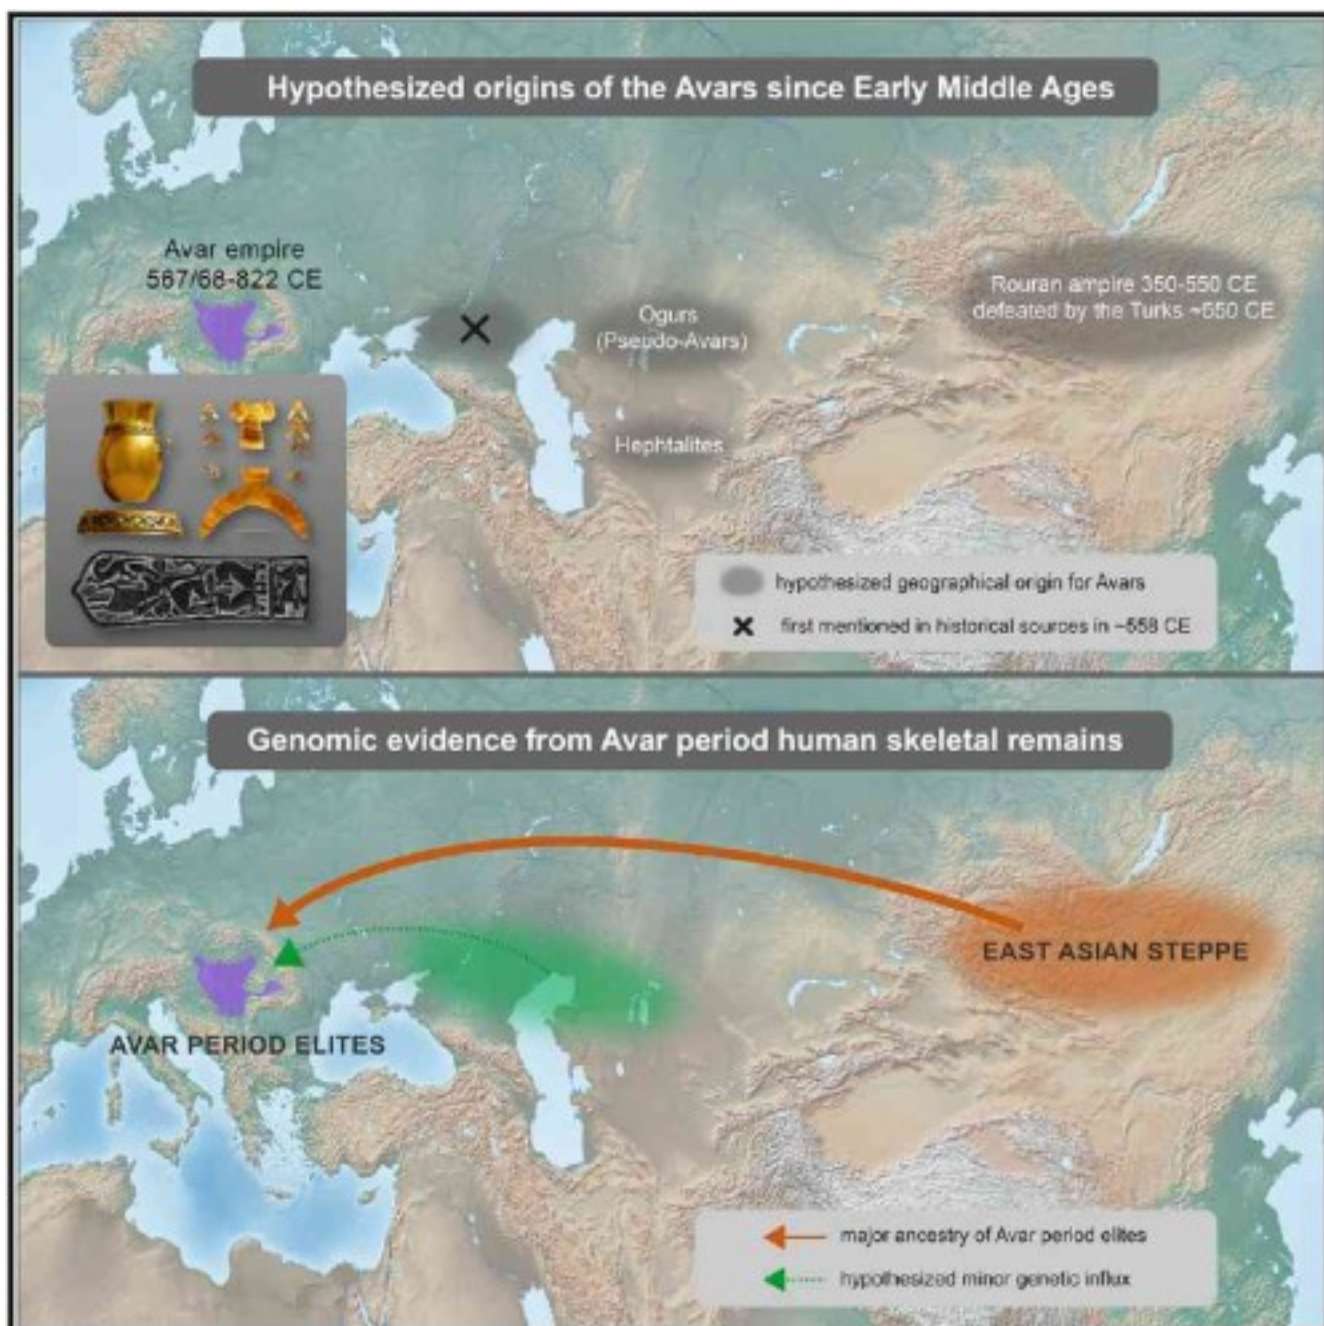 Hypothesized origins of the Avars since Early Middle Ages
Avar empire
567/68-822 CE
Rouran ampire 350-550 CE
defeated by the Turks ~550 CE
Ogurs
(Pseudo-Avars)
Hephtalites
hypothesized geographical origin for Avars
first mentioned in historical sources in ~558 CE
Genomic evidence from Avar period human skeletal remains
EAST ASIAN STEPPE
AVAR PERIOD ELITES
major ancestry of Avar period elites
hypothesized minor genetic influx